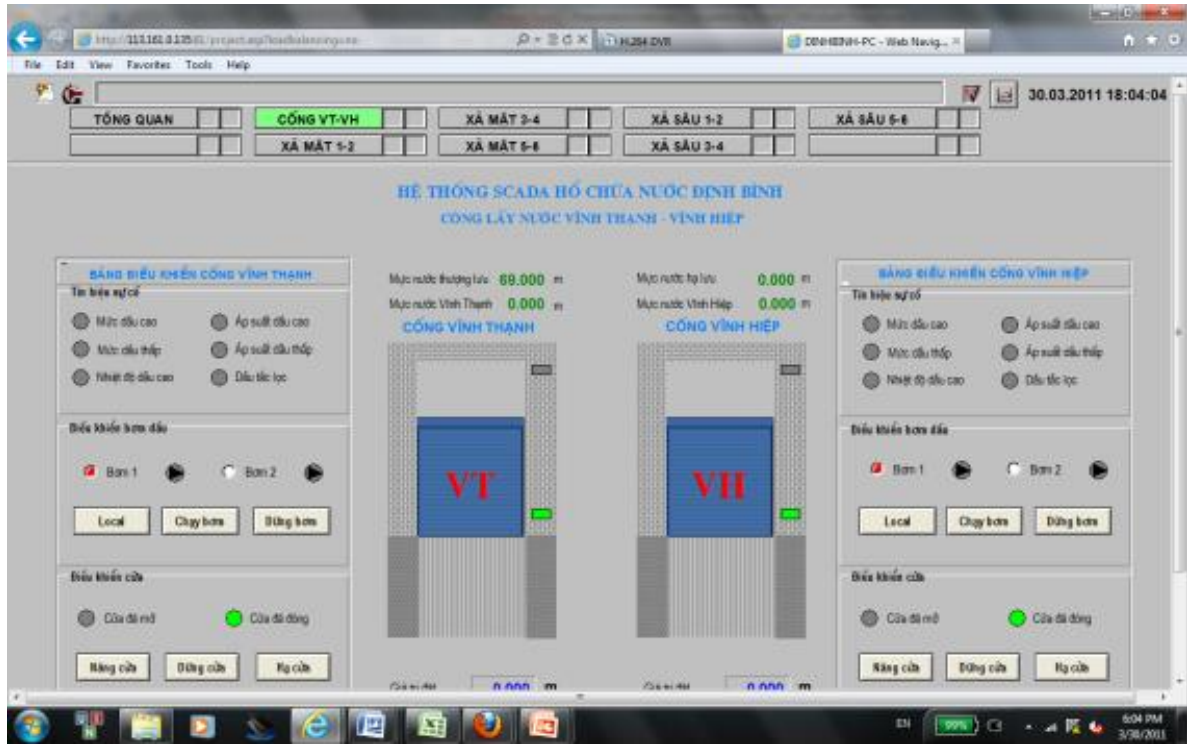 H.264 DVR
DINHBINH-PC - Web Navig...
File Edit View Favorites Tools Help
30.03.2011 18:04:04
TỔNG QUAN CỐNG VT-VH XẢ MẶT 3-4 XẢ SÂU 1-2 XẢ SÂU 5-6
XẢ MẶT 1-2 XẢ MẶT 5-6 XẢ SÂU 3-4
HỆ THỐNG SCADA HỒ CHỨA NƯỚC ĐỊNH BÌNH
CỐNG LẤY NƯỚC VĨNH THẠNH - VĨNH HIỆP
BẢNG ĐIỀU KHIỂN CỐNG VĨNH THẠNH
Tín hiệu sự cố
Mức dầu cao Áp suất dầu cao
Mức dầu thấp Áp suất dầu thấp
Nhiệt độ dầu cao Dầu tắc lọc
Điều khiển bơm dầu
Bơm 1 Bơm 2
Local Chạy bơm Dừng bơm
Điều khiển cửa
Cửa đã mở Cửa đã đóng
Nâng cửa Dừng cửa Hạ cửa
Mực nước thượng lưu 69.000 m
Mực nước Vĩnh Thạnh 0.000 m
CỐNG VĨNH THẠNH
VT
0.000 m
Mực nước hạ lưu 0.000 m
Mực nước Vĩnh Hiệp 0.000 m
CỐNG VĨNH HIỆP
VH
0.000 m
BẢNG ĐIỀU KHIỂN CỐNG VĨNH HIỆP
Tín hiệu sự cố
Mức dầu cao Áp suất dầu cao
Mức dầu thấp Áp suất dầu thấp
Nhiệt độ dầu cao Dầu tắc lọc
Điều khiển bơm dầu
Bơm 1 Bơm 2
Local Chạy bơm Dừng bơm
Điều khiển cửa
Cửa đã mở Cửa đã đóng
Nâng cửa Dừng cửa Hạ cửa
EN 99% 6:04 PM
3/30/2011